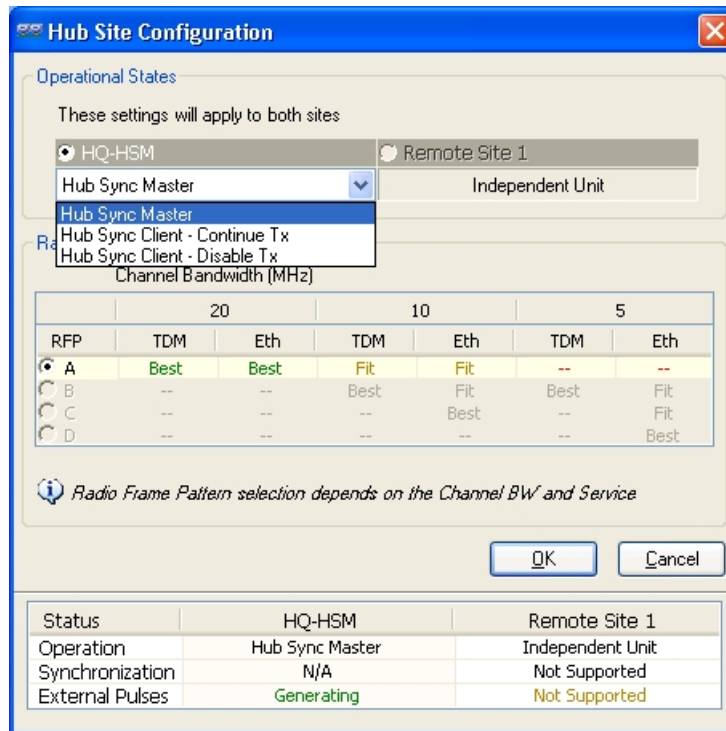 Hub Site Configuration
Operational States
These settings will apply to both sites
HQ-HSM Remote Site 1
Hub Sync Master Independent Unit
Hub Sync Master
Hub Sync Client - Continue Tx
Hub Sync Client - Disable Tx
Channel Bandwidth (MHz)
20 10 5
RFP TDM Eth TDM Eth TDM Eth
A Best Best Fit Fit -- --
B -- -- Best Fit Best Fit
C -- -- -- Best -- Fit
D -- -- -- -- -- Best
Radio Frame Pattern selection depends on the Channel BW and Service
OK Cancel
Status HQ-HSM Remote Site 1
Operation Hub Sync Master Independent Unit
Synchronization N/A Not Supported
External Pulses Generating Not Supported